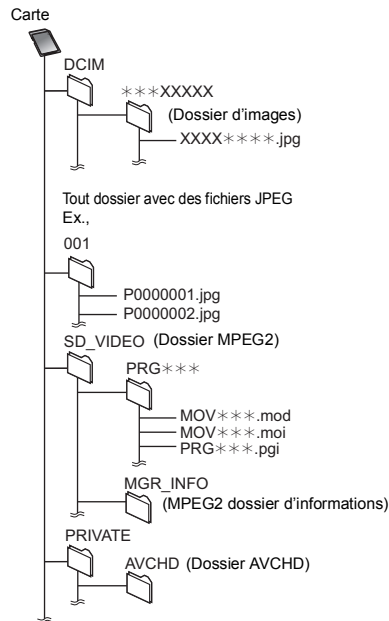 Carte
DCIM
∗∗∗XXXXX
(Dossier d'images)
XXXX∗∗∗∗.jpg
Tout dossier avec des fichiers JPEG
Ex.,
001
P0000001.jpg
P0000002.jpg
SD_VIDEO (Dossier MPEG2)
PRG∗∗∗
MOV∗∗∗.mod
MOV∗∗∗.moi
PRG∗∗∗.pgi
MGR_INFO
(MPEG2 dossier d'informations)
PRIVATE
AVCHD (Dossier AVCHD)